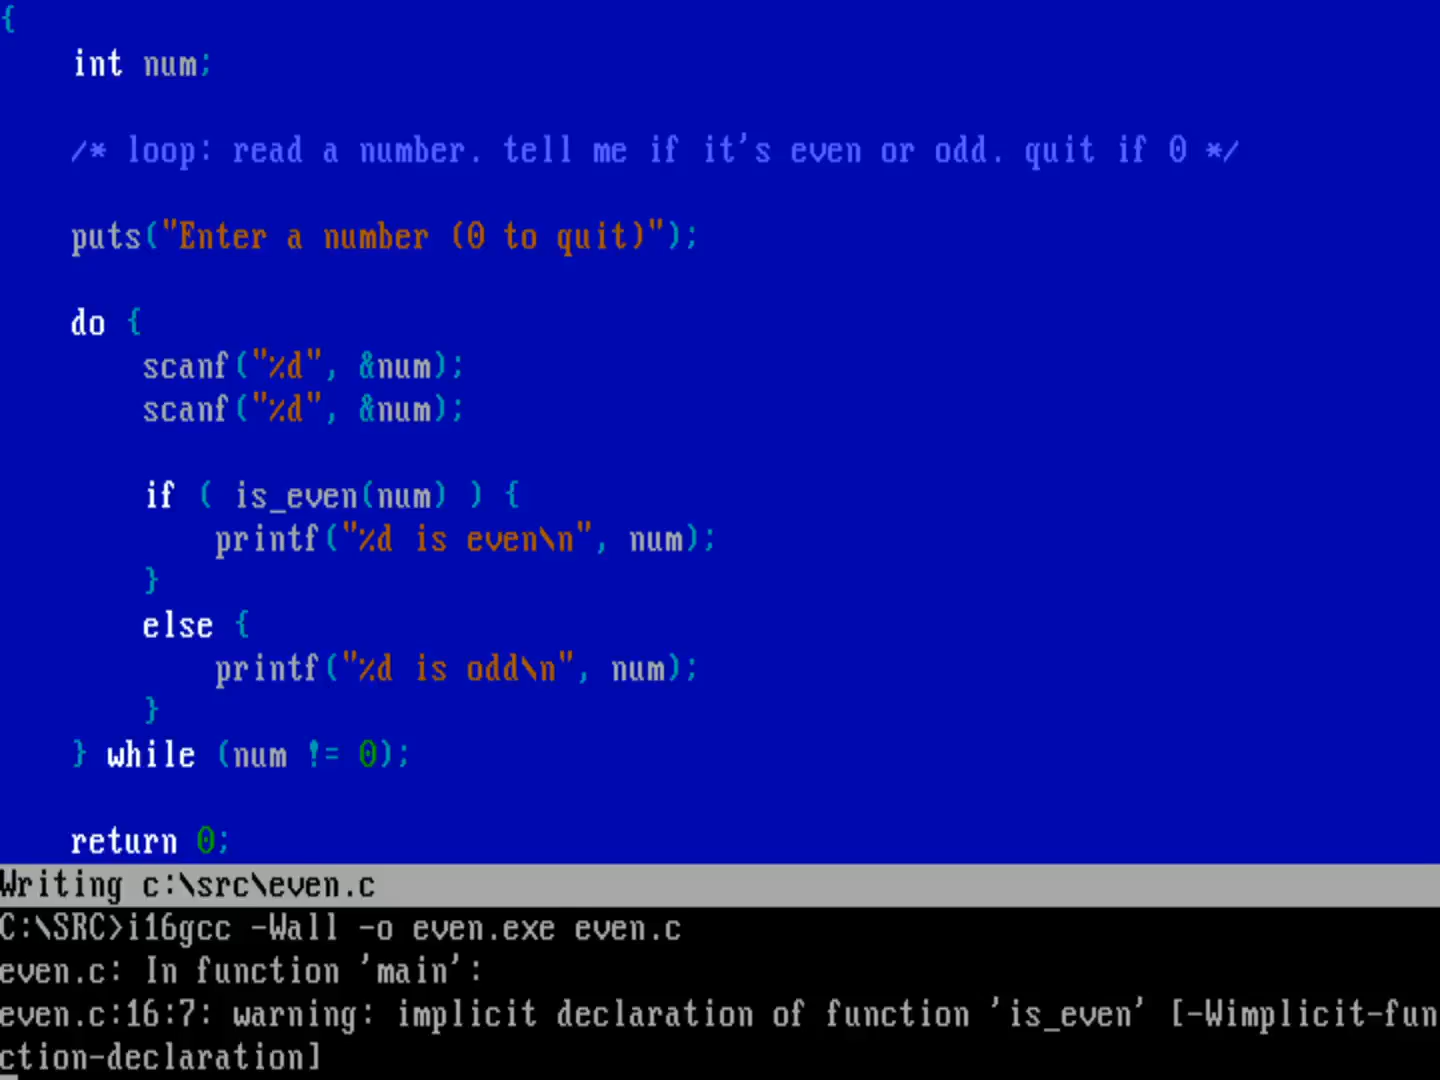 {
    int num;
    /* loop: read a number. tell me if it's even or odd. quit if 0 */
    puts("Enter a number (0 to quit)");
    do {
        scanf("%d", &num);
        scanf("%d", &num);
        if ( is_even(num) ) {
            printf("%d is even\n", num);
        }
        else {
            printf("%d is odd\n", num);
        }
    } while (num != 0);
    return 0;
Writing c:\src\even.c
C:\SRC>i16gcc -Wall -o even.exe even.c
even.c: In function 'main':
even.c:16:7: warning: implicit declaration of function 'is_even' [-Wimplicit-fun
ction-declaration]